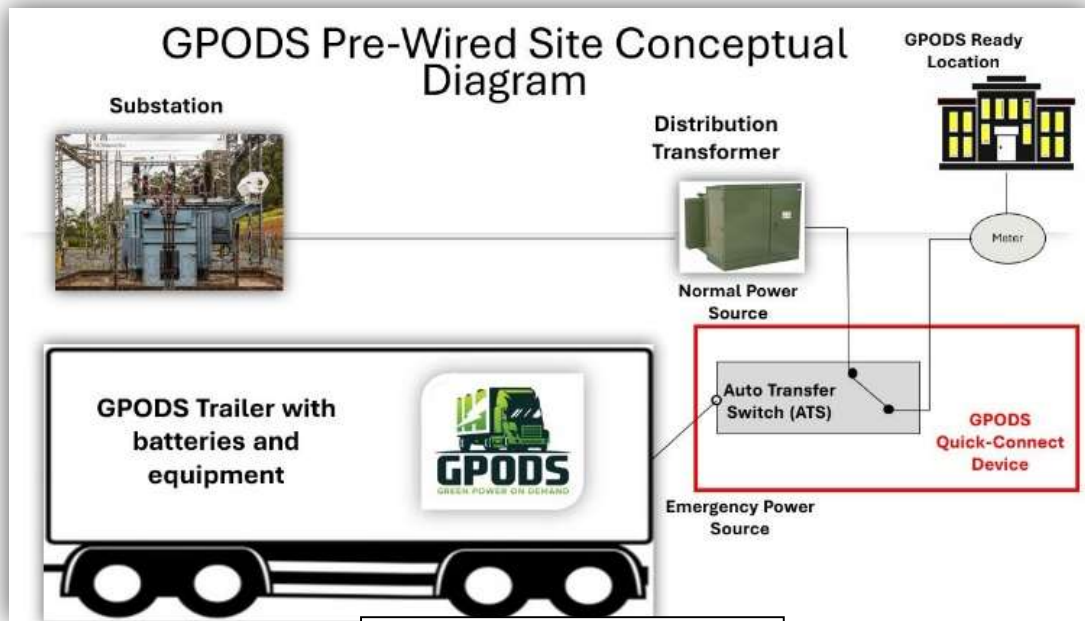 GPODS Pre-Wired Site Conceptual
Diagram
GPODS Ready
Location
Substation
Distribution
Transformer
Meter
Normal Power
Source
GPODS Trailer with
batteries and
equipment
GPODS
GREEN POWER ON DEMAND
Auto Transfer
Switch (ATS)
GPODS
Quick-Connect
Device
Emergency Power
Source